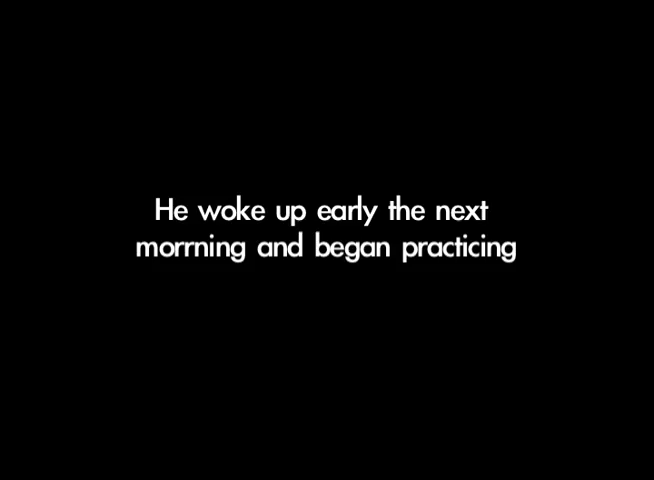 He woke up early the next
morrning and began practicing